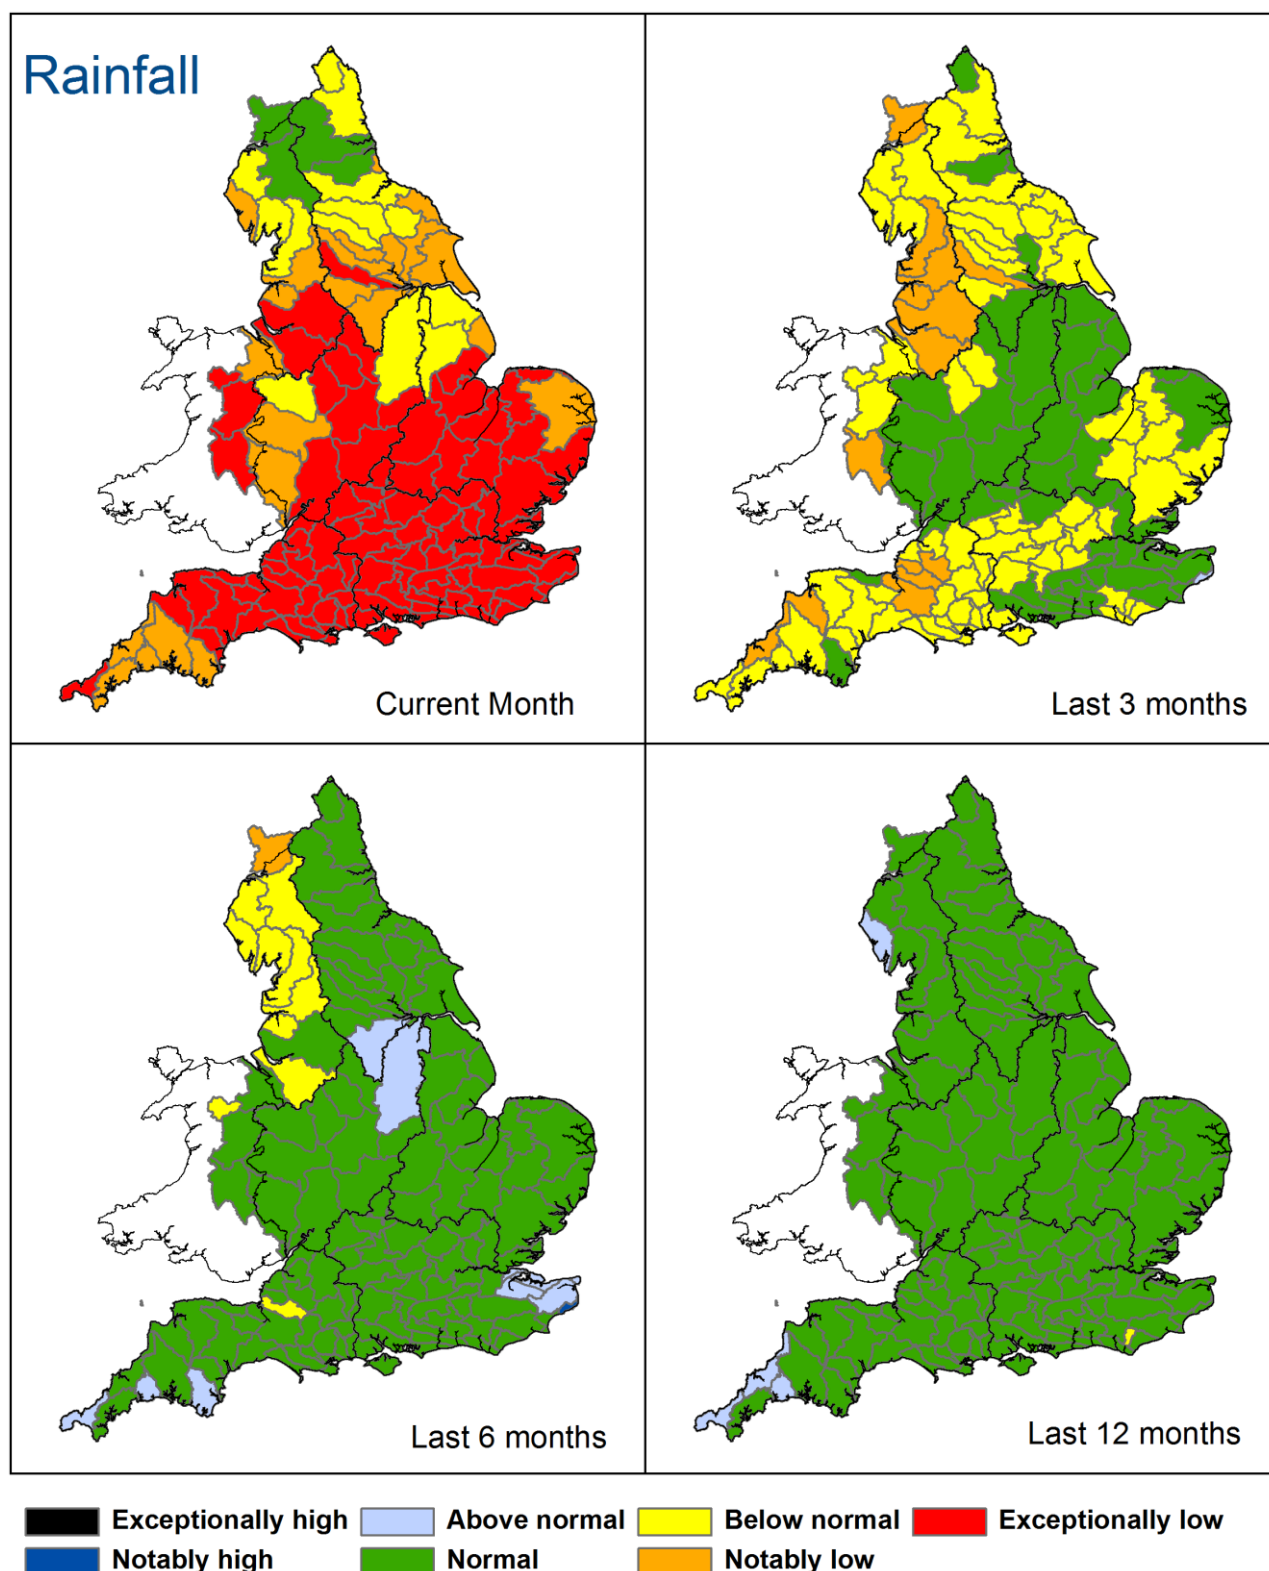 Rainfall
Current Month
Last 3 months
Last 6 months
Last 12 months
Exceptionally high
Above normal
Below normal
Exceptionally low
Notably high
Normal
Notably low